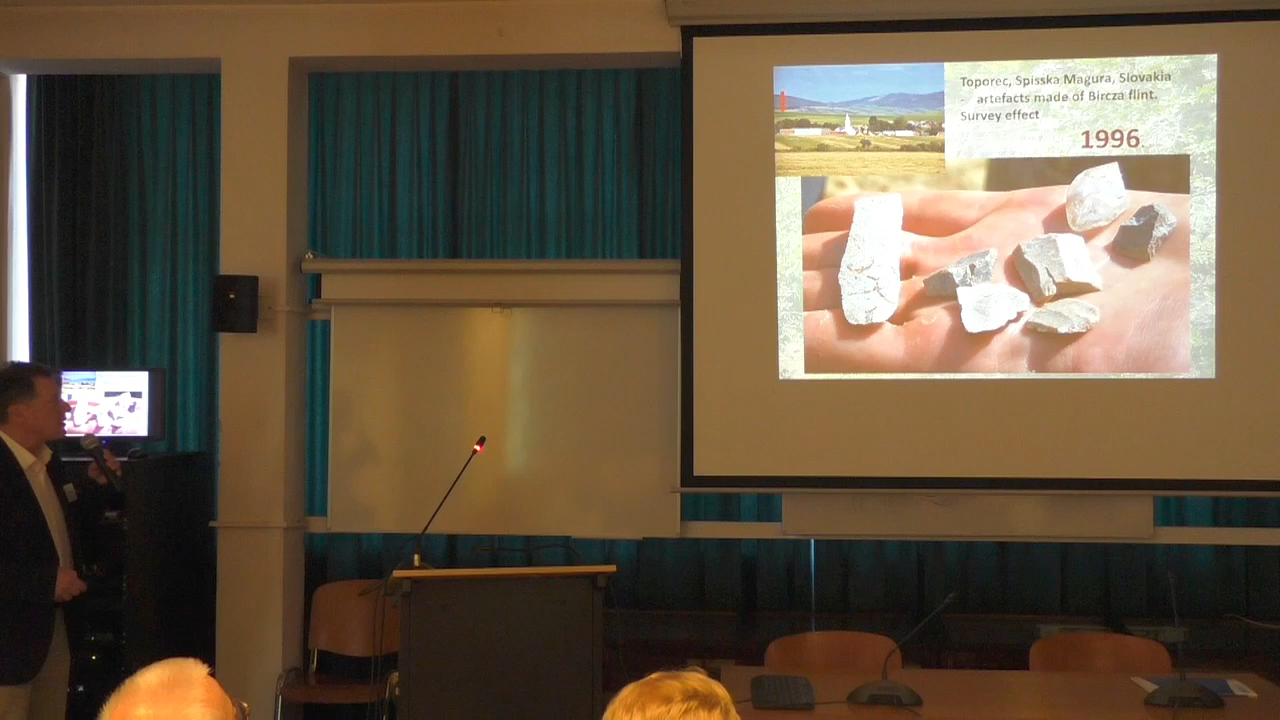 Toporec, Spisska Magura, Slovakia
- artefacts made of Bircza flint.
Survey effect
1996